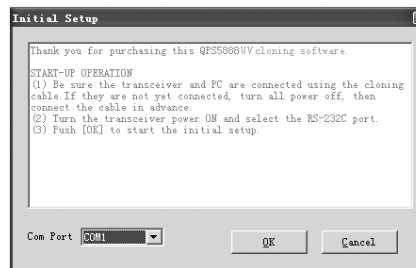 Initial Setup
Thank you for purchasing this QPS5888UV cloning software.
START-UP OPERATION
(1) Be sure the transceiver and PC are connected using the cloning
cable.If they are not yet connected, turn all power off, then
connect the cable in advance.
(2) Turn the transceiver power ON and select the RS-232C port.
(3) Push [OK] to start the initial setup.
Com Port COM1 OK Cancel